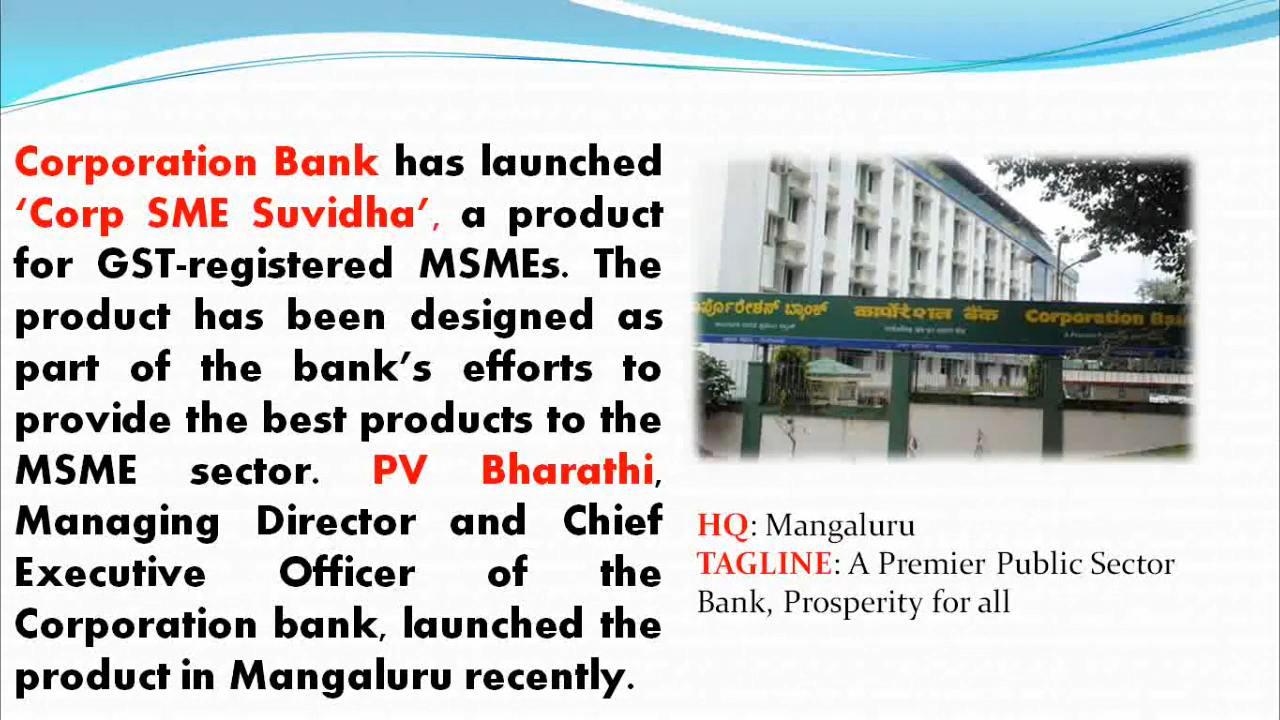 Corporation Bank has launched
‘Corp SME Suvidha’, a product
for GST-registered MSMEs. The
product has been designed as
part of the bank’s efforts to
provide the best products to the
MSME sector. PV Bharathi,
Managing Director and Chief
Executive Officer of the
Corporation bank, launched the
product in Mangaluru recently.
ರ್ಪೊರೇಶನ್ ಬ್ಯಾಂಕ್ कार्पोरेशन बैंक Corporation Ban
HQ: Mangaluru
TAGLINE: A Premier Public Sector
Bank, Prosperity for all